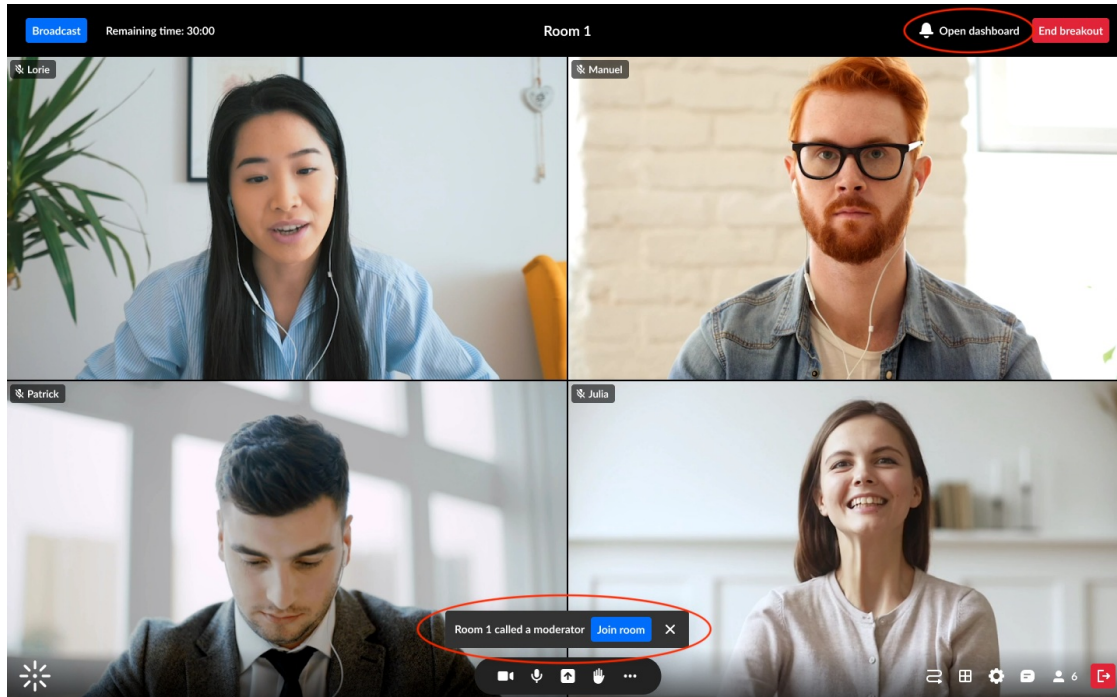 Broadcast Remaining time: 30:00 Room 1 Open dashboard End breakout
Lorie
Manuel
Patrick
Julia
Room 1 called a moderator Join room
6